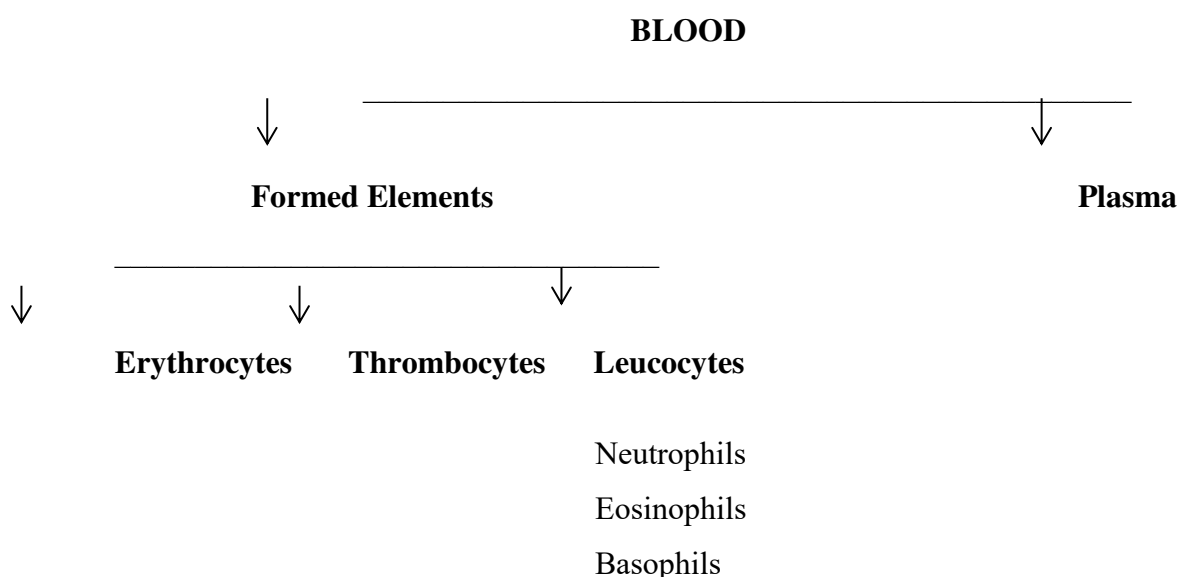 BLOOD
Formed Elements Plasma
Erythrocytes Thrombocytes Leucocytes
Neutrophils
Eosinophils
Basophils